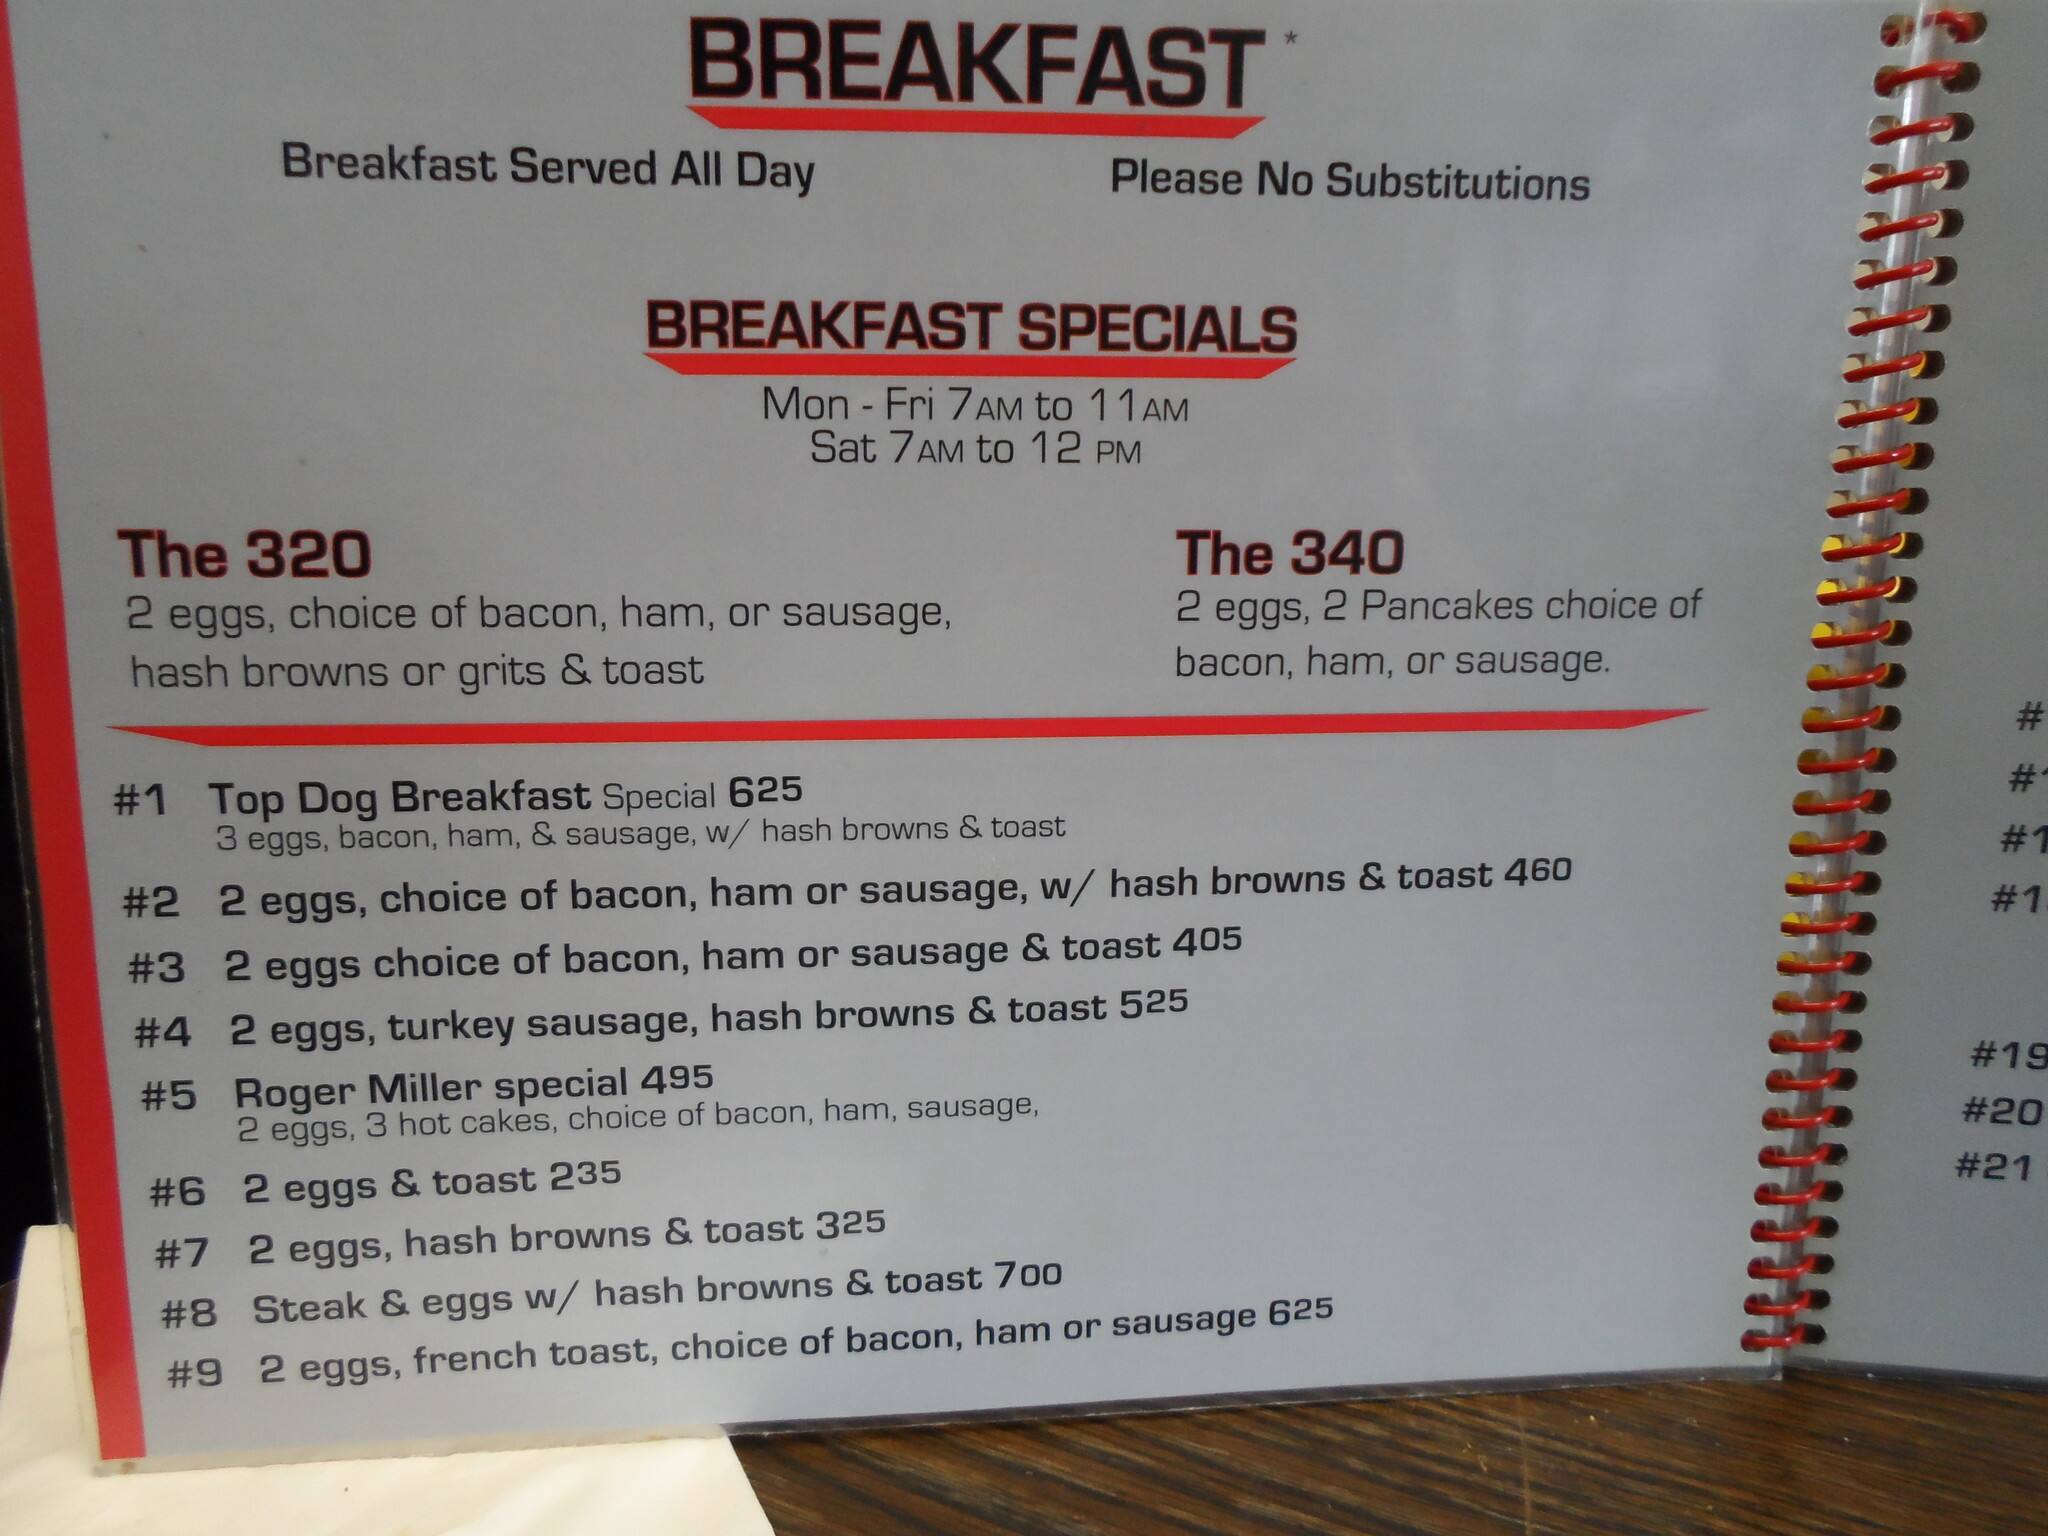 BREAKFAST*
Breakfast Served All Day
Please No Substitutions
BREAKFAST SPECIALS
Mon - Fri 7AM to 11AM
Sat 7AM to 12 PM
The 320
2 eggs, choice of bacon, ham, or sausage,
hash browns or grits & toast
The 340
2 eggs, 2 Pancakes choice of
bacon, ham, or sausage.
#1 Top Dog Breakfast Special 625
3 eggs, bacon, ham, & sausage, w/ hash browns & toast
#2 2 eggs, choice of bacon, ham or sausage, w/ hash browns & toast 460
#3 2 eggs choice of bacon, ham or sausage & toast 405
#4 2 eggs, turkey sausage, hash browns & toast 525
#5 Roger Miller special 495
2 eggs, 3 hot cakes, choice of bacon, ham, sausage,
#6 2 eggs & toast 235
#7 2 eggs, hash browns & toast 325
#8 Steak & eggs w/ hash browns & toast 700
#9 2 eggs, french toast, choice of bacon, ham or sausage 625
#19
#20
#21